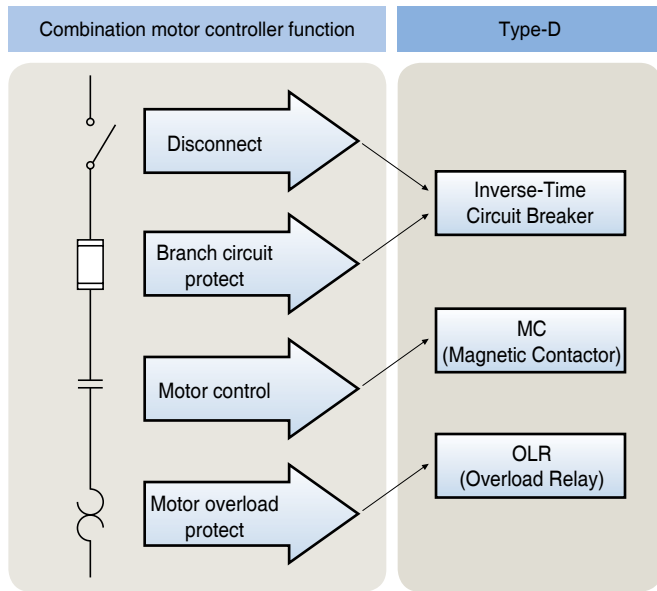 Combination motor controller function
Type-D
Disconnect
Branch circuit
protect
Motor control
Motor overload
protect
Inverse-Time
Circuit Breaker
MC
(Magnetic Contactor)
OLR
(Overload Relay)